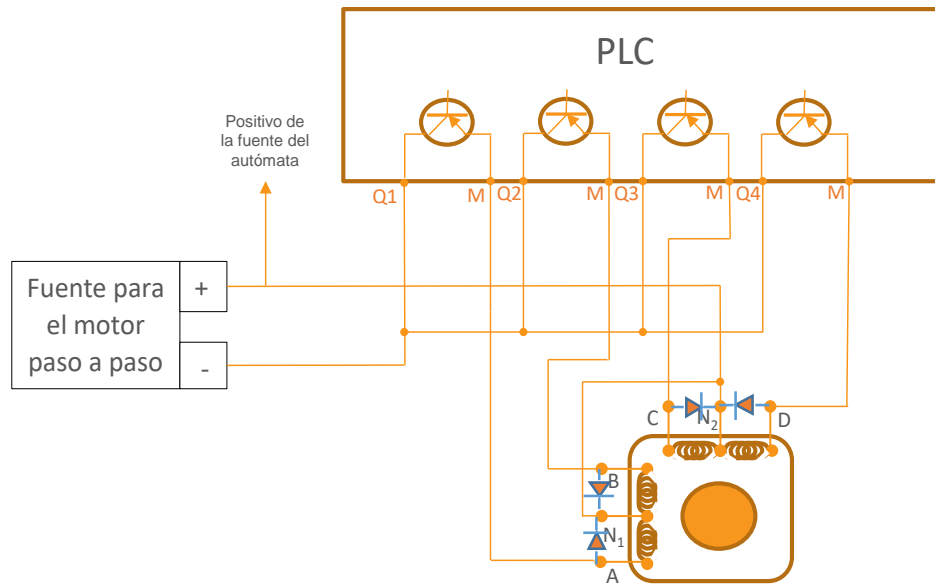 PLC
Positivo de
la fuente del
autómata
Q1 M Q2 M Q3 M Q4 M
Fuente para
el motor
paso a paso
+
-
C N2 D
B
N1
A